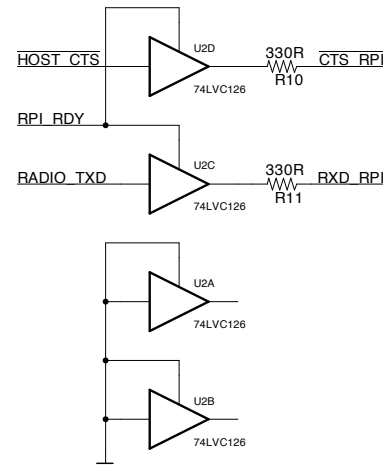 U2D
HOST_CTS
330R
CTS_RPI
R10
74LVC126
RPI_RDY
U2C
330R
RADIO_TXD
RXD_RPI
R11
74LVC126
U2A
74LVC126
U2B
74LVC126